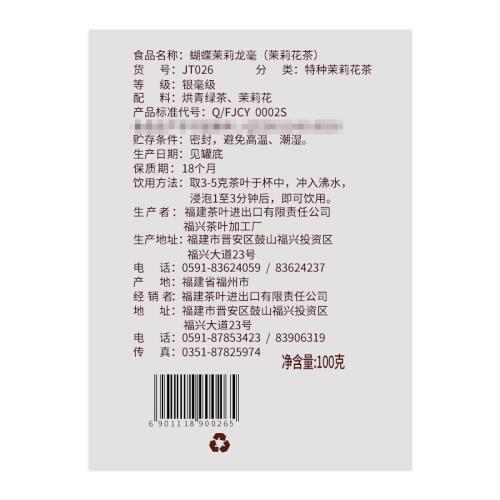 食品名称：蝴蝶茉莉龙毫（茉莉花茶）
货　号：JT026　　分　类：特种茉莉花茶
等　级：银毫级
配　料：烘青绿茶、茉莉花
产品标准代号：Q/FJCY 0002S
贮存条件：密封，避免高温、潮湿。
生产日期：见罐底
保质期：18个月
饮用方法：取3-5克茶叶于杯中，冲入沸水，
浸泡1至3分钟后，即可饮用。
生产者：福建茶叶进出口有限责任公司
福兴茶叶加工厂
生产地址：福建市晋安区鼓山福兴投资区
福兴大道23号
电　话：0591-83624059 / 83624237
产　地：福建省福州市
经销者：福建茶叶进出口有限责任公司
地　址：福建市晋安区鼓山福兴投资区
福兴大道23号
电　话：0591-87853423 / 83906319
传　真：0351-87825974
净含量:100克
6 901118 900265